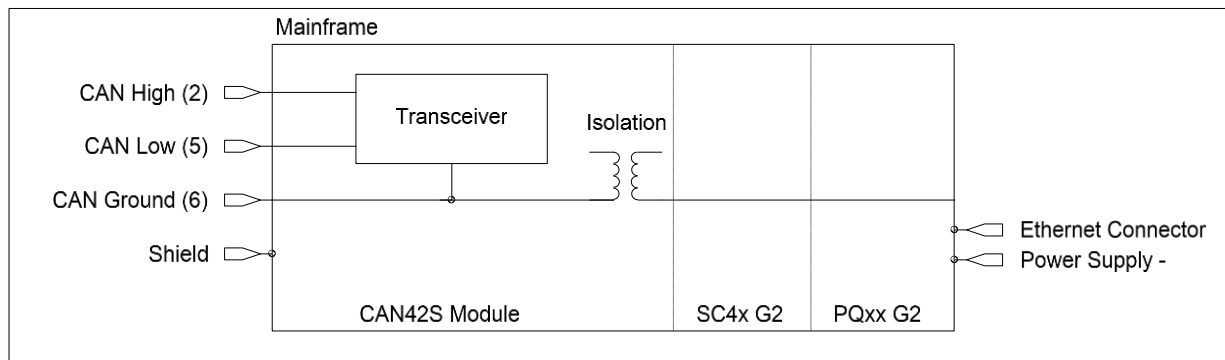 Mainframe
CAN High (2)
Transceiver
Isolation
CAN Low (5)
CAN Ground (6)
Shield
Ethernet Connector
Power Supply -
CAN42S Module
SC4x G2
PQxx G2